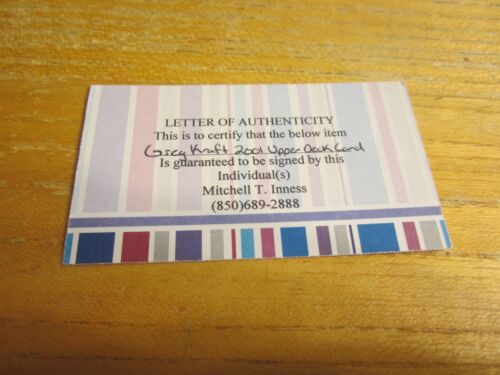 LETTER OF AUTHENTICITY
This is to certify that the below item
Greg Kraft 2001 Upper Deck Card
Is guaranteed to be signed by this
Individual(s)
Mitchell T. Inness
(850)689-2888